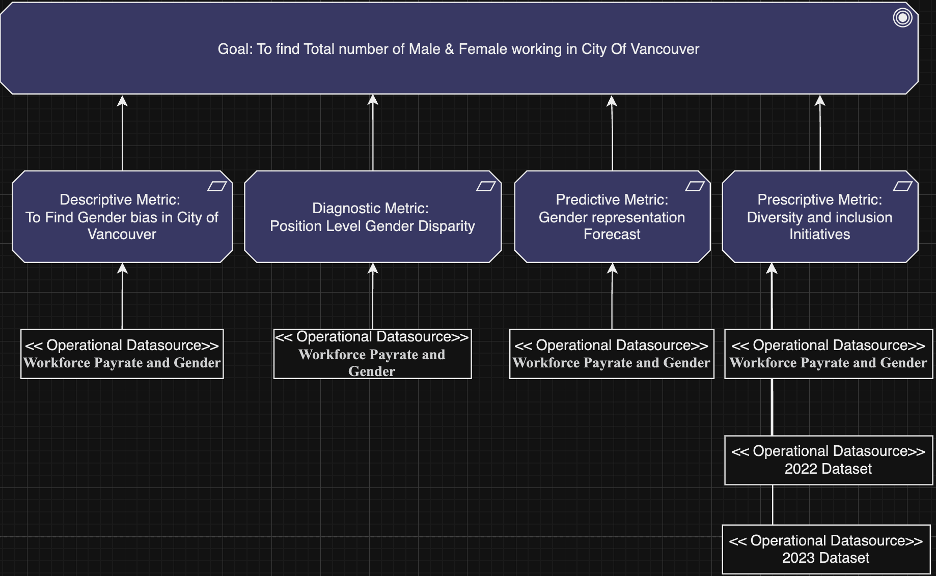 Goal: To find Total number of Male & Female working in City Of Vancouver
Descriptive Metric:
To Find Gender bias in City of
Vancouver
Diagnostic Metric:
Position Level Gender Disparity
Predictive Metric:
Gender representation
Forecast
Prescriptive Metric:
Diversity and inclusion
Initiatives
<< Operational Datasource>>
Workforce Payrate and Gender
<< Operational Datasource>>
Workforce Payrate and
Gender
<< Operational Datasource>>
Workforce Payrate and Gender
<< Operational Datasource>>
Workforce Payrate and Gender
<< Operational Datasource>>
2022 Dataset
<< Operational Datasource>>
2023 Dataset